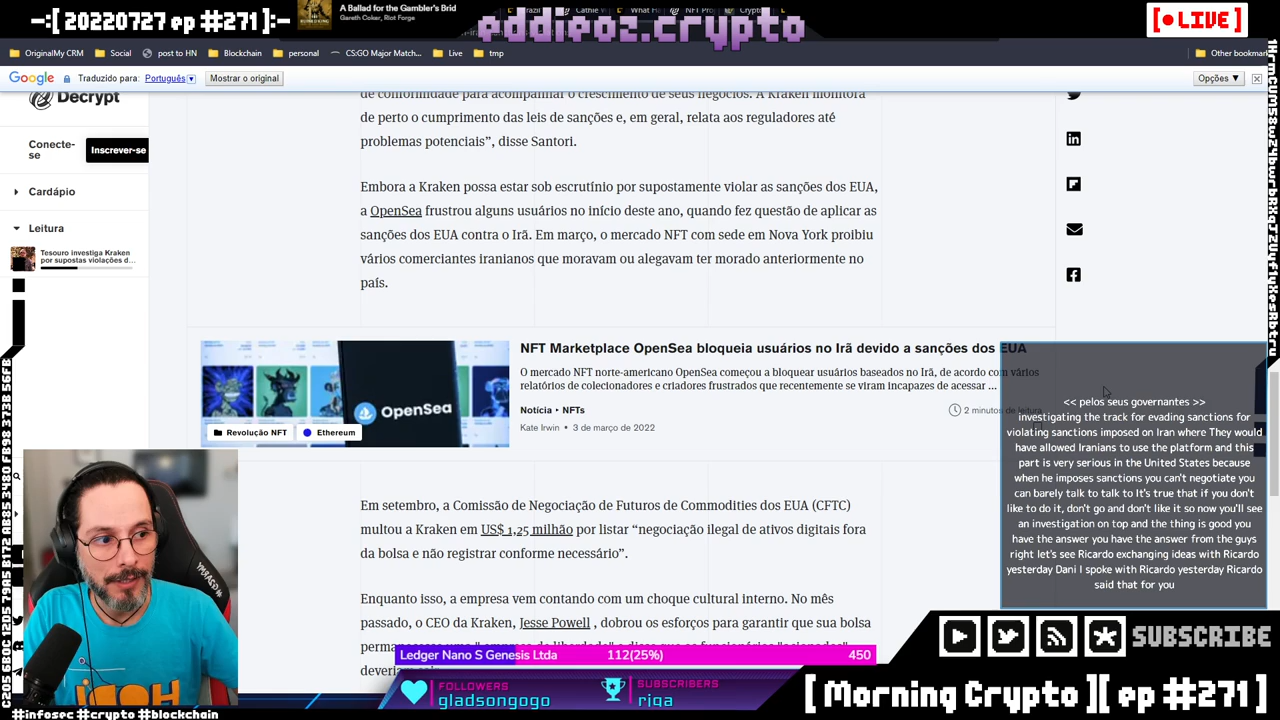 -:[ 20220727 ep #271]:-
A Ballad for the Gambler's Brid
Gareth Coker, Riot Forge
eddieoz.crypto
[● LIVE]
OriginalMy CRM
Social
post to HN
Blockchain
personal
CS:GO Major Match...
Live
tmp
Other bookmar
Google
Traduzido para: Português
Mostrar o original
Opções ▼
Decrypt
Conecte-
se
Inscrever-se
Cardápio
Leitura
Tesouro investiga Kraken
por supostas violações d...
de conformidade para acompanhar o crescimento de seus negócios. A Kraken monitora
de perto o cumprimento das leis de sanções e, em geral, relata aos reguladores até
problemas potenciais”, disse Santori.
Embora a Kraken possa estar sob escrutínio por supostamente violar as sanções dos EUA,
a OpenSea frustrou alguns usuários no início deste ano, quando fez questão de aplicar as
sanções dos EUA contra o Irã. Em março, o mercado NFT com sede em Nova York proibiu
vários comerciantes iranianos que moravam ou alegavam ter morado anteriormente no
país.
NFT Marketplace OpenSea bloqueia usuários no Irã devido a sanções dos EUA
O mercado NFT norte-americano OpenSea começou a bloquear usuários baseados no Irã, de acordo com vários
relatórios de colecionadores e criadores frustrados que recentemente se viram incapazes de acessar ...
Notícia ▸ NFTs
2 minutos de leitura
Kate Irwin • 3 de março de 2022
OpenSea
Revolução NFT
Ethereum
Em setembro, a Comissão de Negociação de Futuros de Commodities dos EUA (CFTC)
multou a Kraken em US$ 1,25 milhão por listar “negociação ilegal de ativos digitais fora
da bolsa e não registrar conforme necessário”.
Enquanto isso, a empresa vem contando com um choque cultural interno. No mês
passado, o CEO da Kraken, Jesse Powell , dobrou os esforços para garantir que sua bolsa
<< pelos seus governantes >>
investigating the track for evading sanctions for
violating sanctions imposed on Iran where They would
have allowed Iranians to use the platform and this
part is very serious in the United States because
when he imposes sanctions you can't negotiate you
can barely talk to talk to It's true that if you don't
like to do it, don't go and don't like it so now you'll see
an investigation on top and the thing is good you
have the answer you have the answer from the guys
right let's see Ricardo exchanging ideas with Ricardo
yesterday Dani I spoke with Ricardo yesterday Ricardo
said that for you
Ledger Nano S Genesis Ltda
112(25%)
450
FOLLOWERS
gladsongogo
SUBSCRIBERS
riga
SUBSCRIBE
[ Morning Crypto ][ ep #271 ]
#infosec #crypto #blockchain